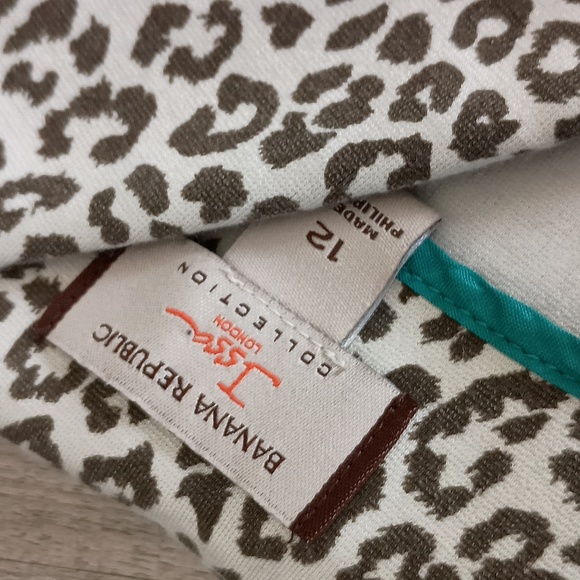 BANANA REPUBLIC
Issa
LONDON
COLLECTION
12
MADE
PHILIP